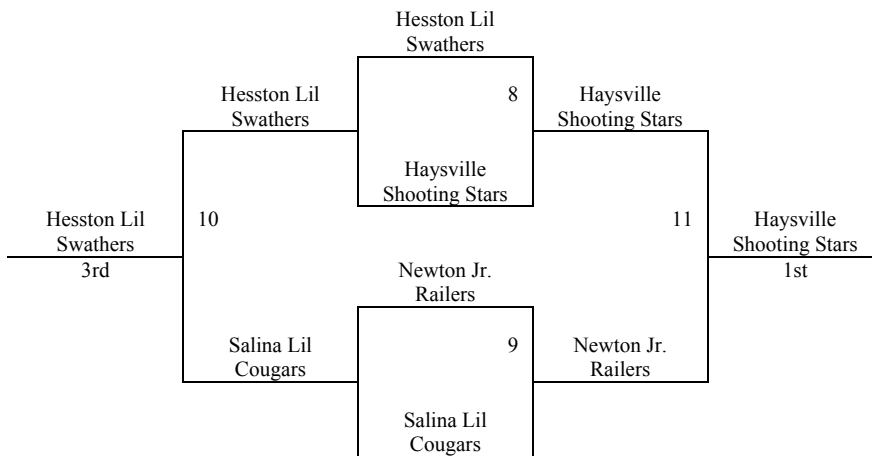 Hesston Lil
Swathers
Hesston Lil
Swathers
8
Haysville
Shooting Stars
Haysville
Shooting Stars
Hesston Lil
Swathers
3rd
10
11
Haysville
Shooting Stars
1st
Newton Jr.
Railers
Salina Lil
Cougars
9
Newton Jr.
Railers
Salina Lil
Cougars